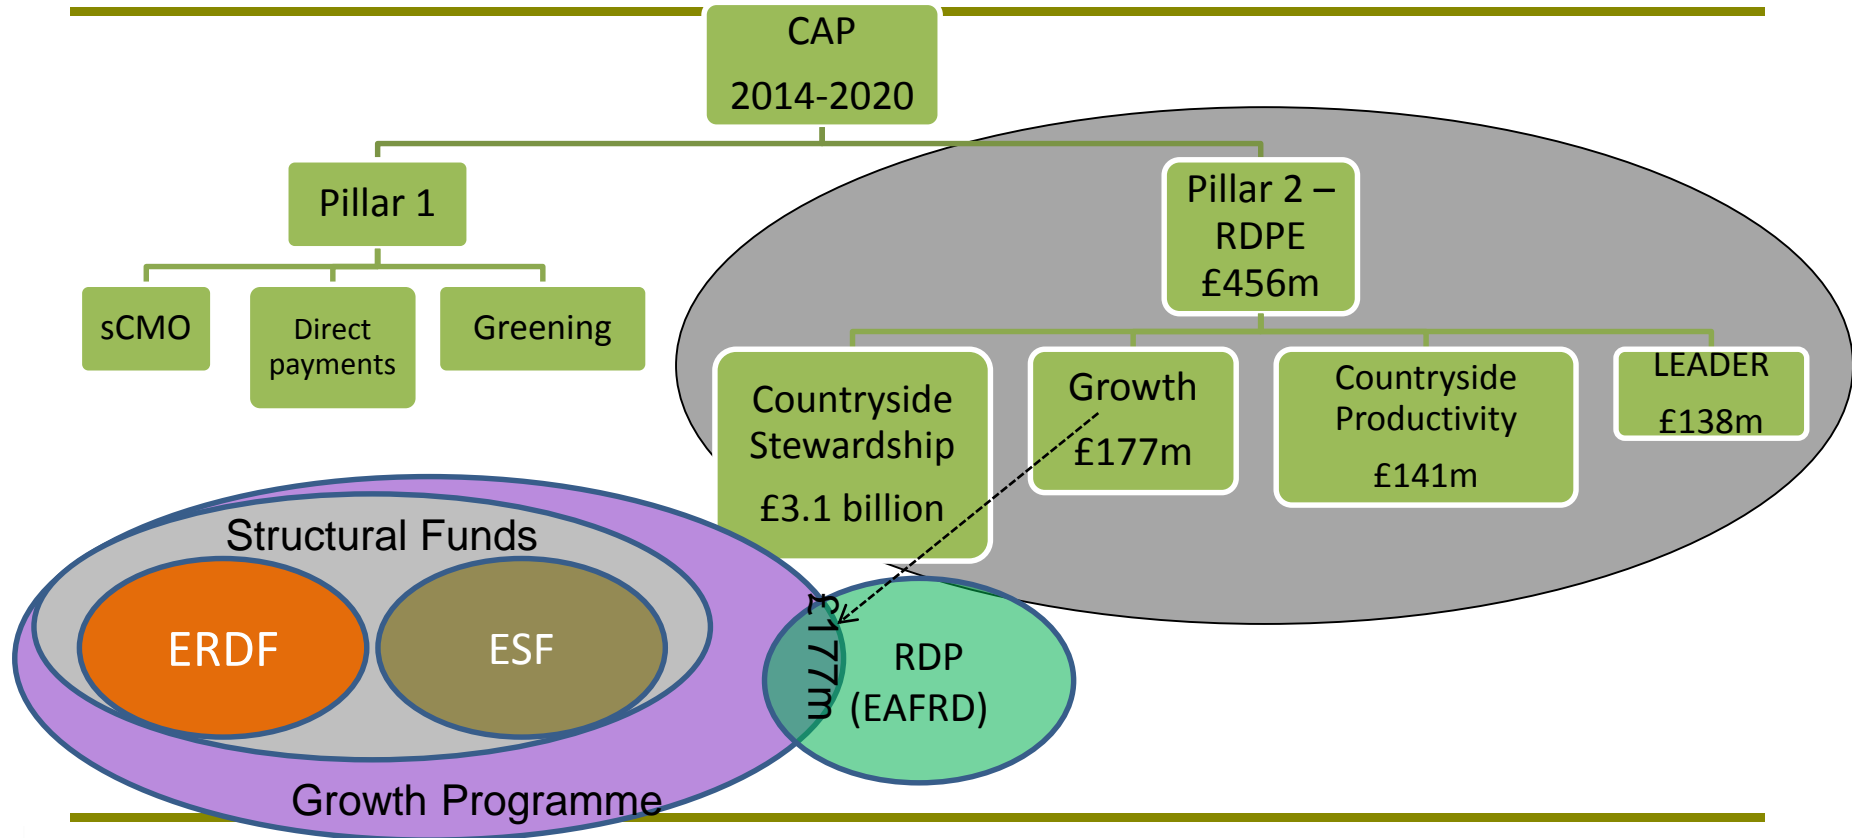 CAP
2014-2020
Pillar 1
Pillar 2 –
RDPE
£456m
sCMO
Direct
payments
Greening
Countryside
Stewardship
£3.1 billion
Growth
£177m
Countryside
Productivity
£141m
LEADER
£138m
Structural Funds
ERDF
ESF
£177m
RDP
(EAFRD)
Growth Programme